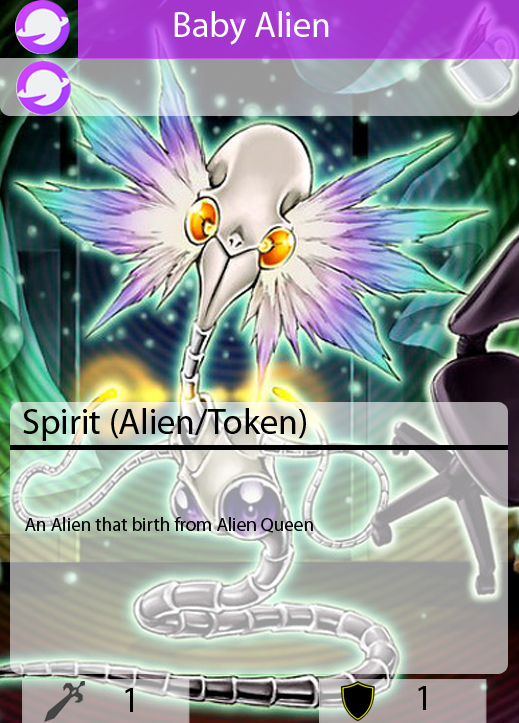 Baby Alien
Spirit (Alien/Token)
An Alien that birth from Alien Queen
1
1